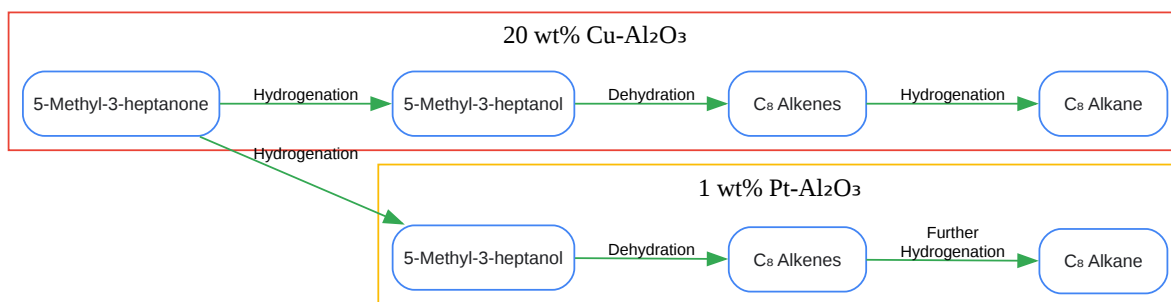 20 wt% Cu-Al₂O₃
5-Methyl-3-heptanone
Hydrogenation
5-Methyl-3-heptanol
Dehydration
C₈ Alkenes
Hydrogenation
C₈ Alkane
Hydrogenation
1 wt% Pt-Al₂O₃
5-Methyl-3-heptanol
Dehydration
C₈ Alkenes
Further
Hydrogenation
C₈ Alkane